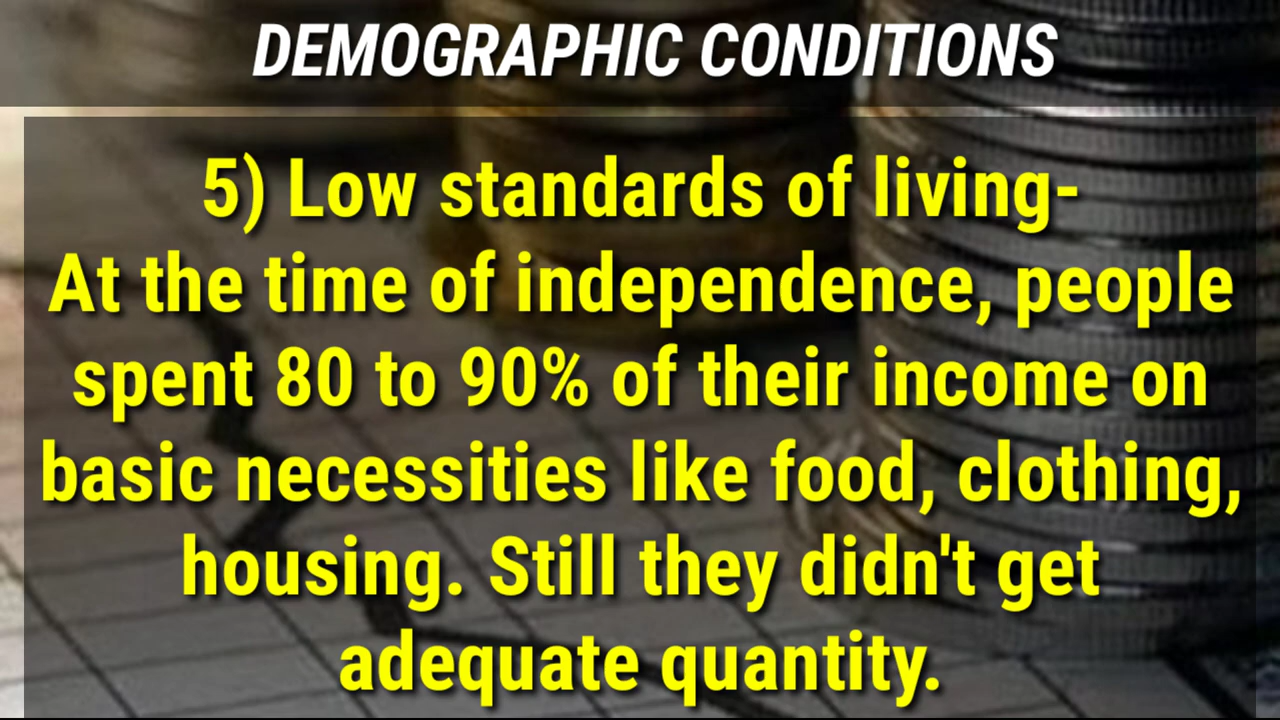 DEMOGRAPHIC CONDITIONS
5) Low standards of living-
At the time of independence, people
spent 80 to 90% of their income on
basic necessities like food, clothing,
housing. Still they didn't get
adequate quantity.